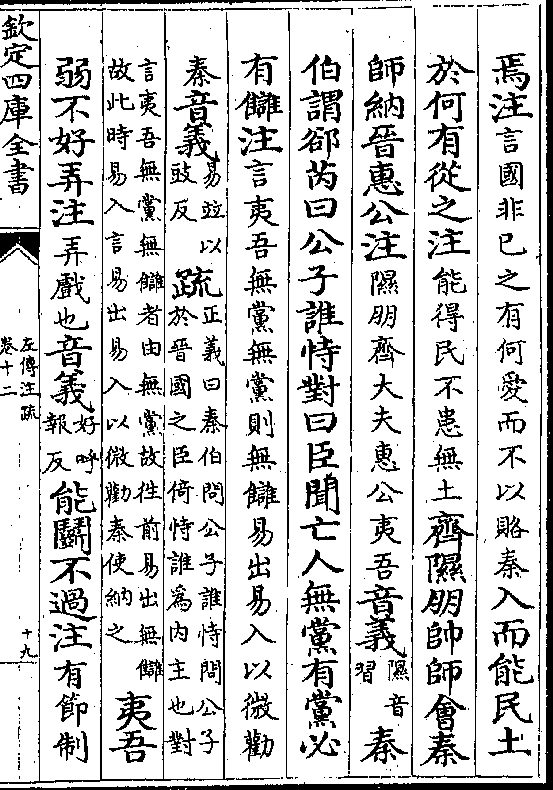 焉注言國非己之有何愛而不以賂秦入而能民土
於何有從之注能得民不患無土齊隰朋帥師會秦
師納晉惠公注隰朋齊大夫惠公夷吾音義隰音習秦
伯謂郤芮曰公子誰恃對曰臣聞亡人無黨有黨必
有讎注言夷吾無黨無黨則無讎易出易入以微勸
秦音義易竝以豉反疏正義曰秦伯問公子誰恃問公子於晉國之臣倚恃誰為内主也對
言夷吾無黨無讎者由無黨故往前易出無讎故此時易入言易出易入以微勸秦使納之夷吾
弱不好弄注弄戲也音義好呼報反能鬬不過注有節制
欽定四庫全書
左傳注疏
卷十二
十九